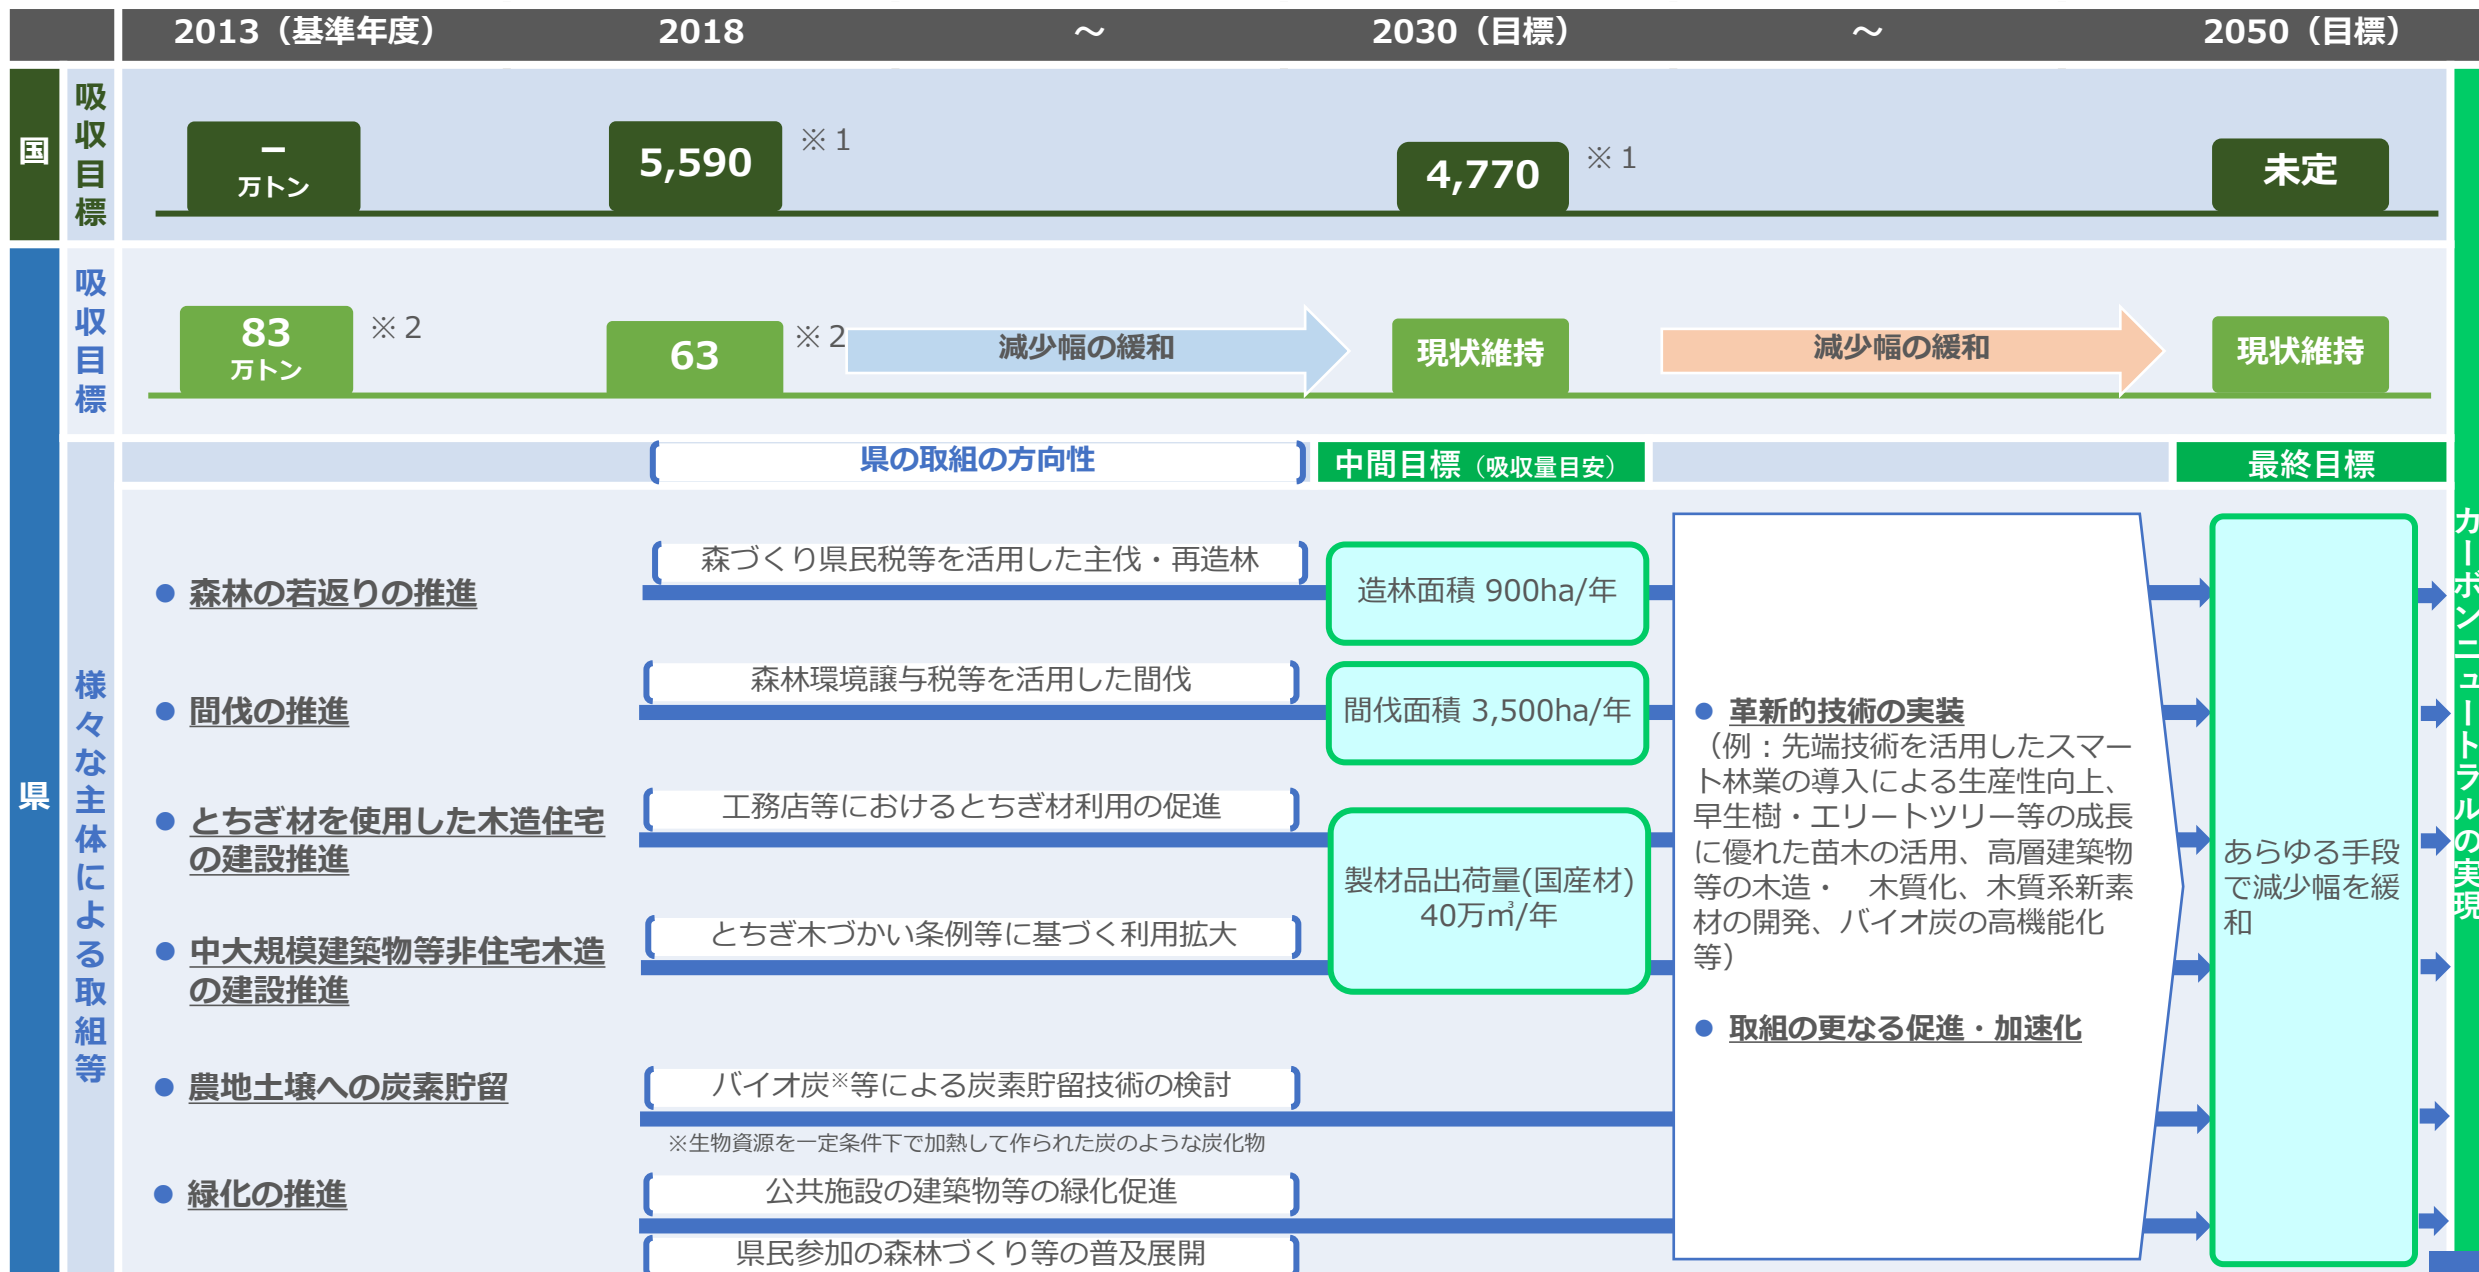 2013（基準年度） 2018 ～ 2030（目標） ～ 2050（目標）
国
吸収目標
－
万トン
5,590
※１
4,770
※１
未定
県
吸収目標
83
万トン
※２
63
※２
減少幅の緩和
現状維持
減少幅の緩和
現状維持
様々な主体による取組等
県の取組の方向性
中間目標（吸収量目安）
最終目標
● 森林の若返りの推進
森づくり県民税等を活用した主伐・再造林
造林面積 900ha/年
● 間伐の推進
森林環境譲与税等を活用した間伐
間伐面積 3,500ha/年
● とちぎ材を使用した木造住宅
の建設推進
工務店等におけるとちぎ材利用の促進
● 中大規模建築物等非住宅木造
の建設推進
とちぎ木づかい条例等に基づく利用拡大
製材品出荷量(国産材)
40万㎥/年
● 農地土壌への炭素貯留
バイオ炭※等による炭素貯留技術の検討
※生物資源を一定条件下で加熱して作られた炭のような炭化物
● 緑化の推進
公共施設の建築物等の緑化促進
県民参加の森林づくり等の普及展開
● 革新的技術の実装
（例：先端技術を活用したスマー
ト林業の導入による生産性向上、
早生樹・エリートツリー等の成長
に優れた苗木の活用、高層建築物
等の木造・　木質化、木質系新素
材の開発、バイオ炭の高機能化
等）
● 取組の更なる促進・加速化
あらゆる手段
で減少幅を緩
和
カーボンニュートラルの実現